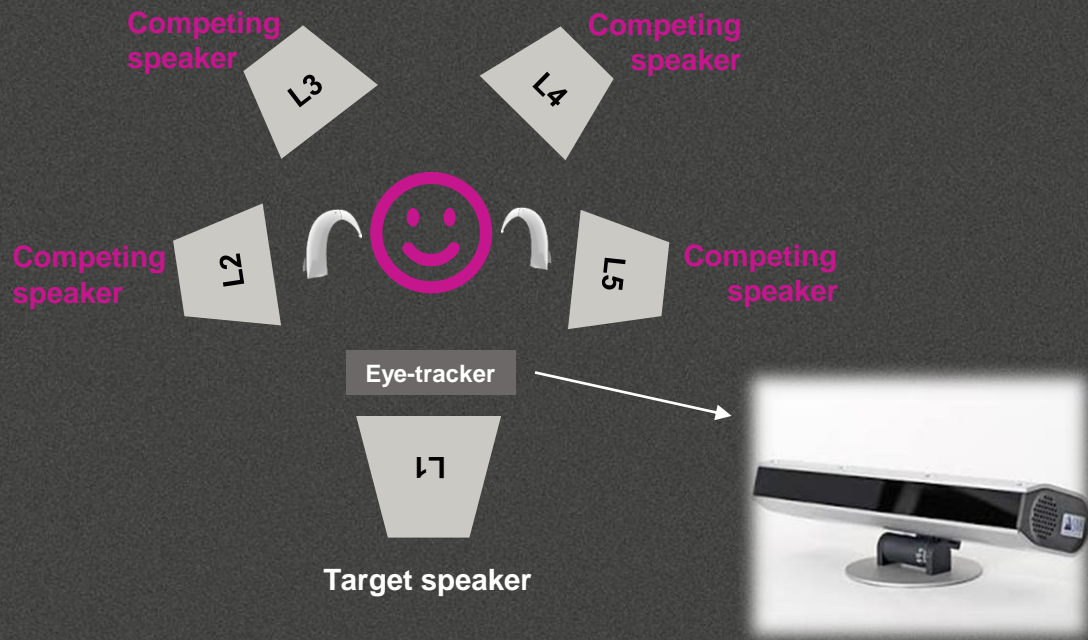 Competing
speaker
L3
Competing
speaker
L4
Competing
speaker
L2
L5
Competing
speaker
Eye-tracker
L1
Target speaker